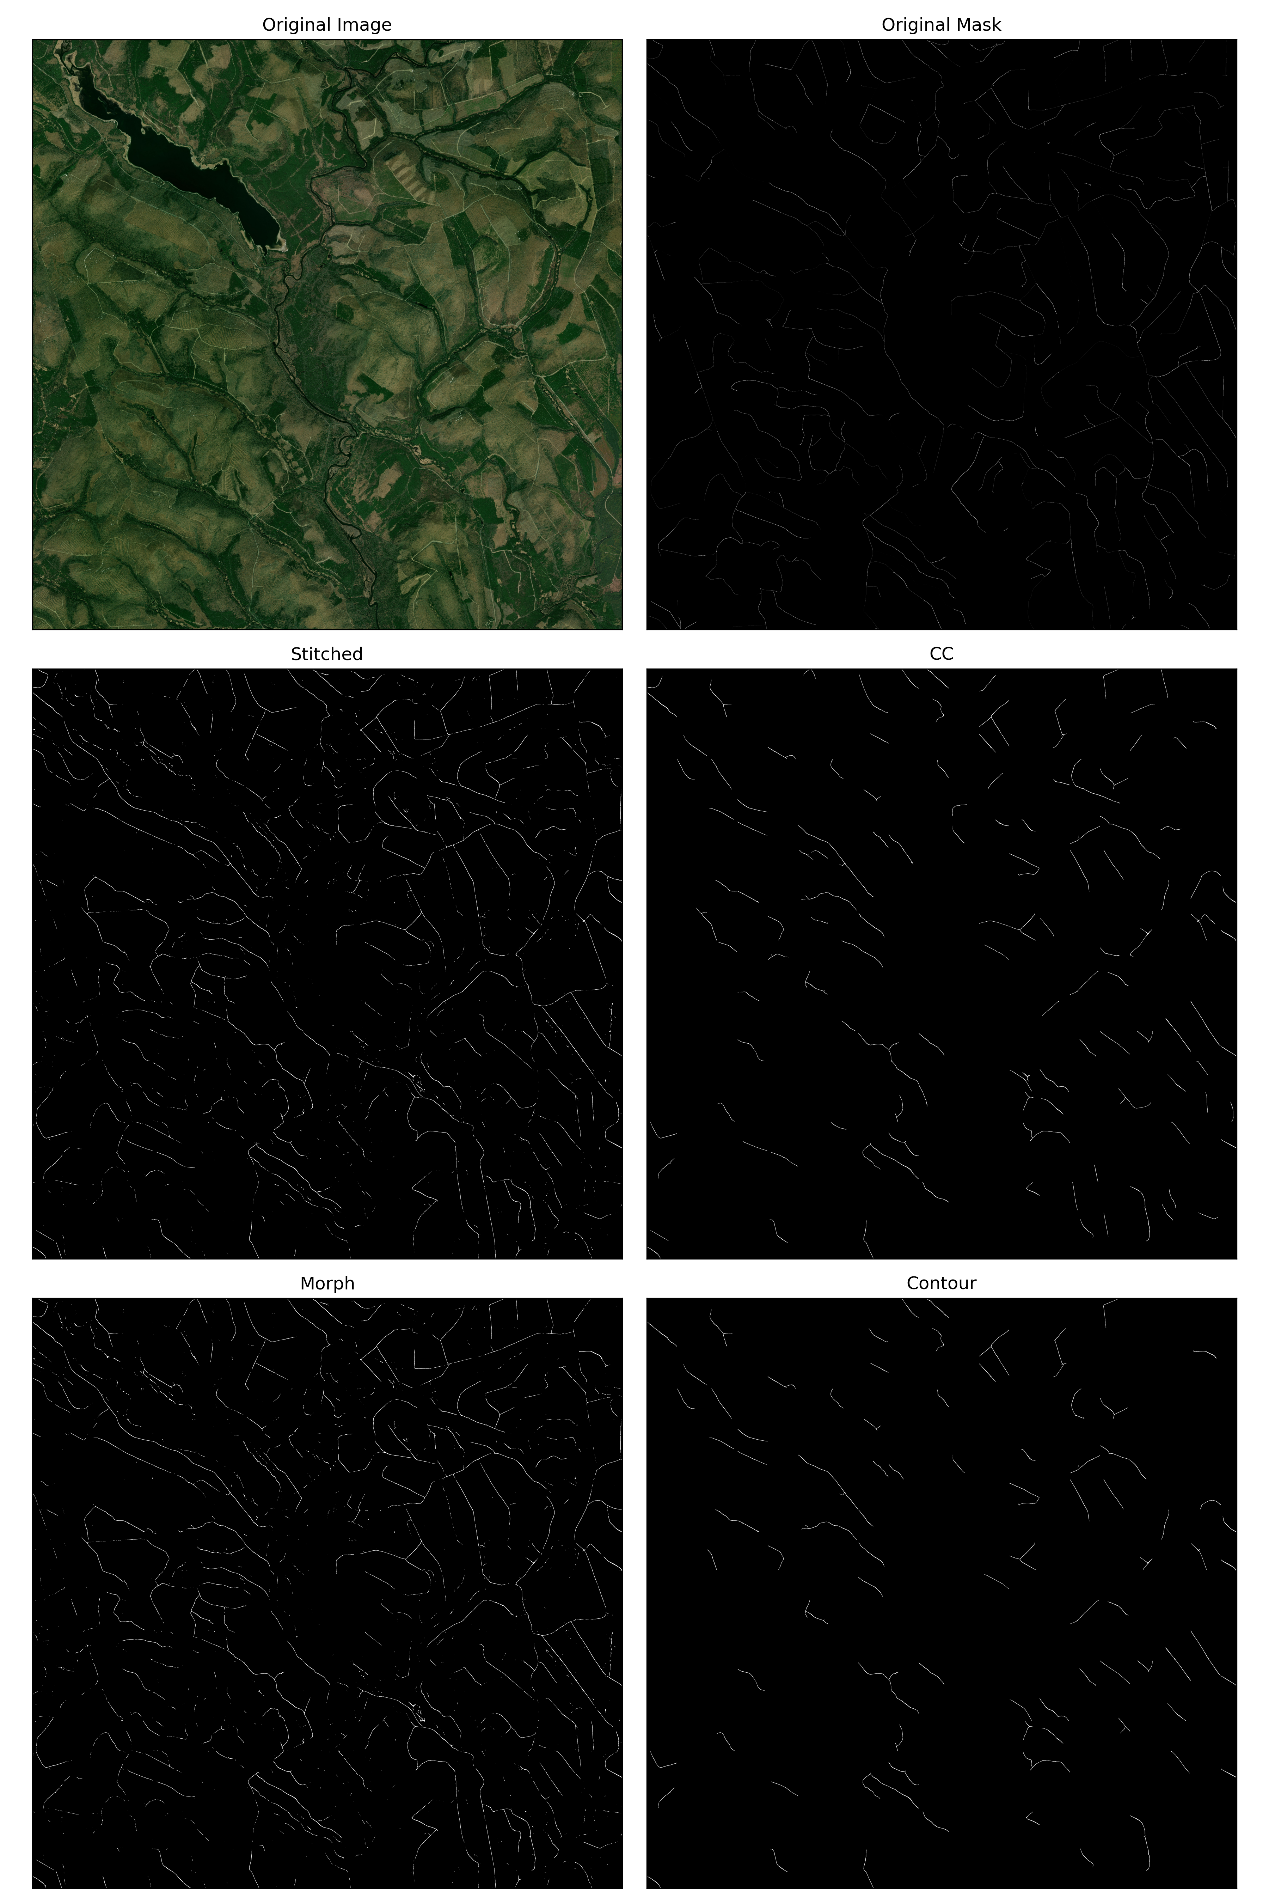 Original Image
Original Mask
Stitched
CC
Morph
Contour